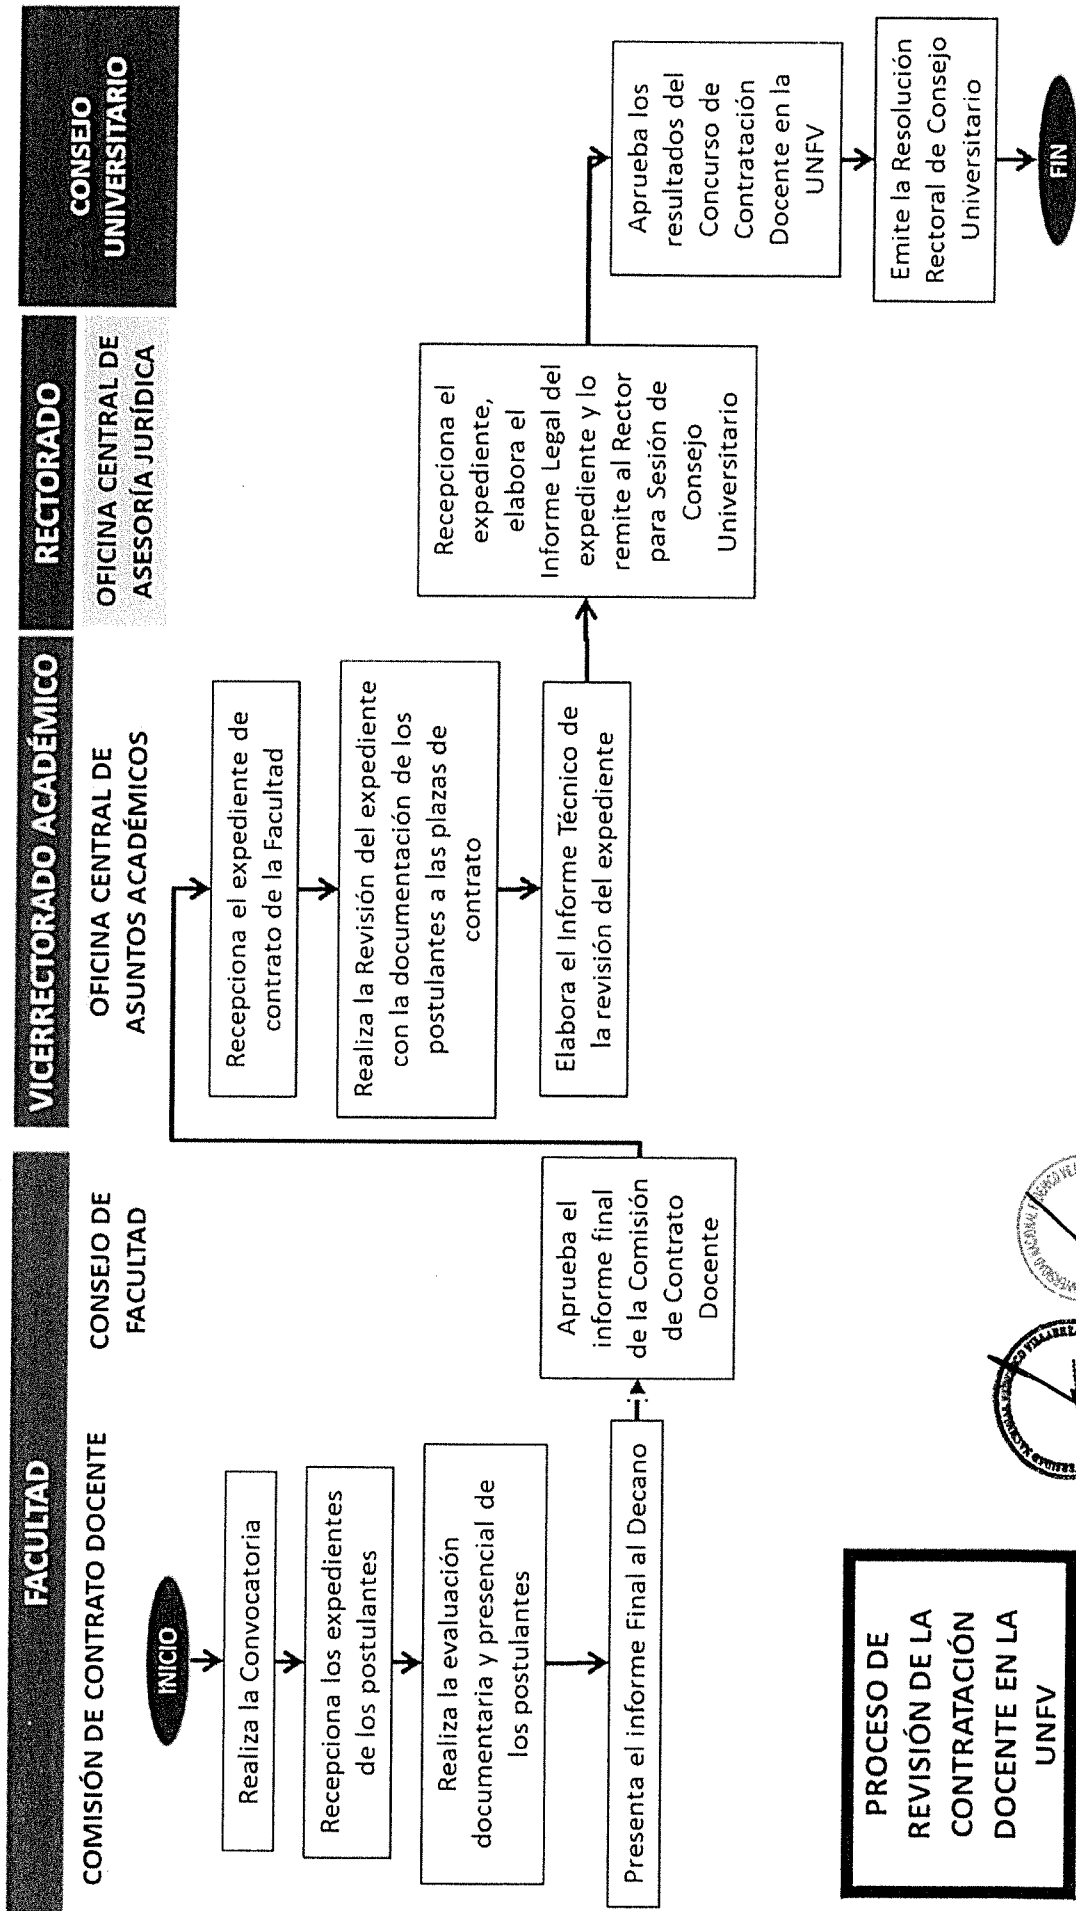 FACULTAD
VICERRECTORADO ACADÉMICO
RECTORADO
CONSEJO
UNIVERSITARIO
COMISIÓN DE CONTRATO DOCENTE
CONSEJO DE
FACULTAD
OFICINA CENTRAL DE
ASUNTOS ACADÉMICOS
OFICINA CENTRAL DE
ASESORÍA JURÍDICA
INICIO
Realiza la Convocatoria
Recepciona los expedientes
de los postulantes
Realiza la evaluación
documentaria y presencial de
los postulantes
Presenta el informe Final al Decano
Aprueba el
informe final
de la Comisión
de Contrato
Docente
Recepciona el expediente de
contrato de la Facultad
Realiza la Revisión del expediente
con la documentación de los
postulantes a las plazas de
contrato
Elabora el Informe Técnico de
la revisión del expediente
Recepciona el
expediente,
elabora el
Informe Legal del
expediente y lo
remite al Rector
para Sesión de
Consejo
Universitario
Aprueba los
resultados del
Concurso de
Contratación
Docente en la
UNFV
Emite la Resolución
Rectoral de Consejo
Universitario
FIN
PROCESO DE
REVISIÓN DE LA
CONTRATACIÓN
DOCENTE EN LA
UNFV